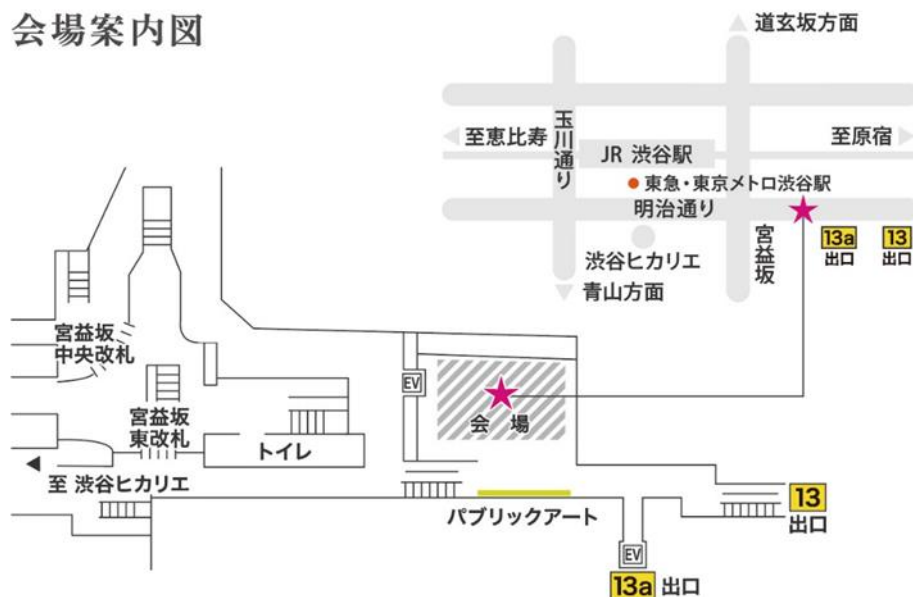 会場案内図
道玄坂方面
至恵比寿
玉川通り
JR 渋谷駅
至原宿
東急・東京メトロ渋谷駅
明治通り
宮益坂
13a
出口
13
出口
渋谷ヒカリエ
青山方面
宮益坂
中央改札
EV
会 場
宮益坂
東改札
トイレ
至 渋谷ヒカリエ
パブリックアート
13
出口
EV
13a 出口